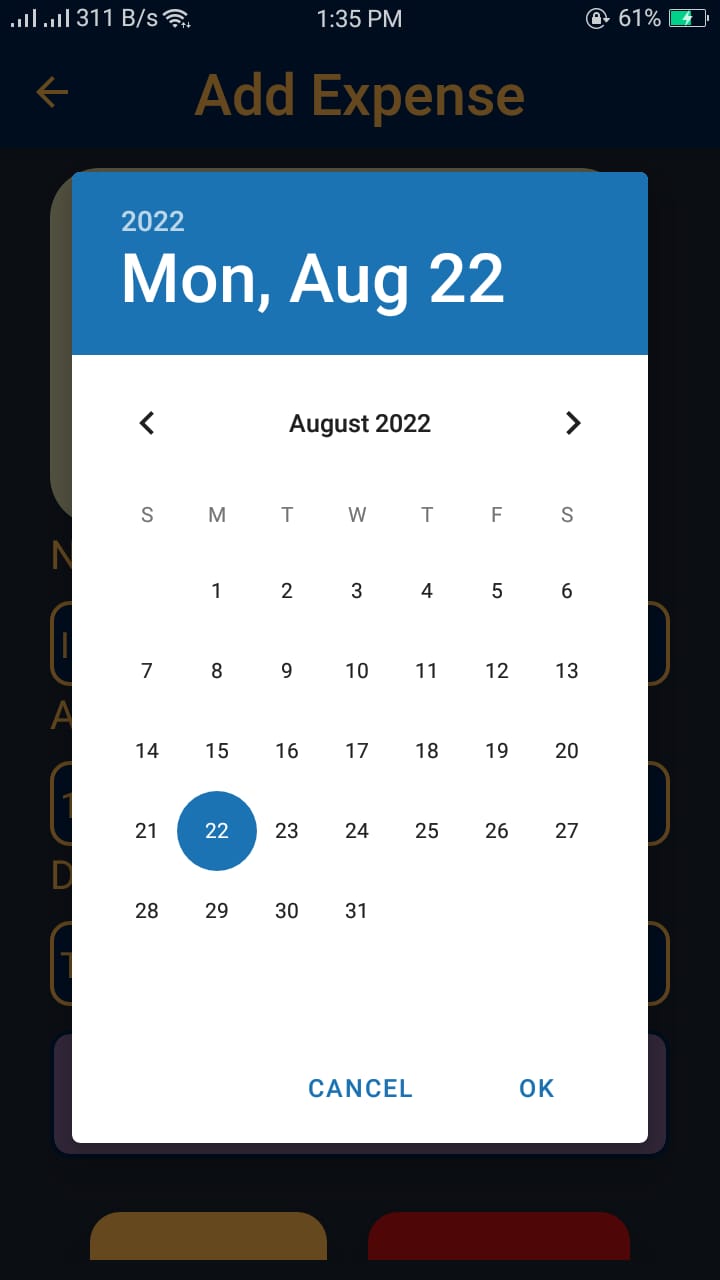 311 B/s 1:35 PM 61%
Add Expense
2022
Mon, Aug 22
August 2022
S M T W T F S
1 2 3 4 5 6
7 8 9 10 11 12 13
14 15 16 17 18 19 20
21 22 23 24 25 26 27
28 29 30 31
CANCEL OK